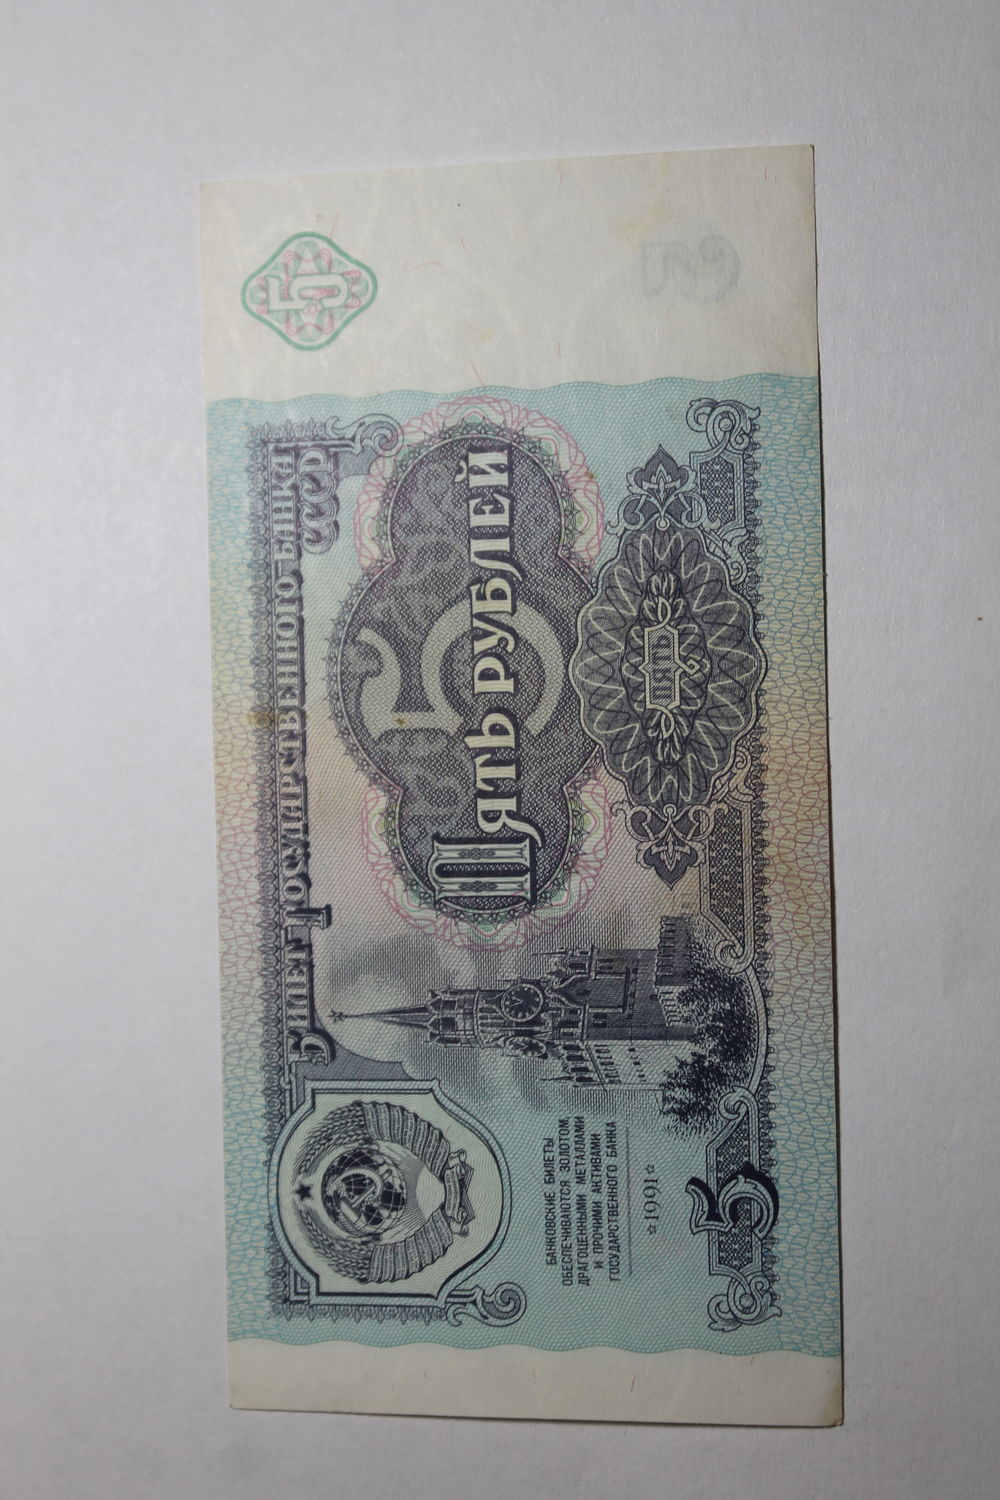 Билет Государственного Банка
СССР
5
Пять рублей
5
БАНКОВСКИЕ БИЛЕТЫ
ОБЕСПЕЧИВАЮТСЯ ЗОЛОТОМ,
ДРАГОЦЕННЫМИ МЕТАЛЛАМИ
И ПРОЧИМИ АКТИВАМИ
ГОСУДАРСТВЕННОГО БАНКА
☆1991☆
5